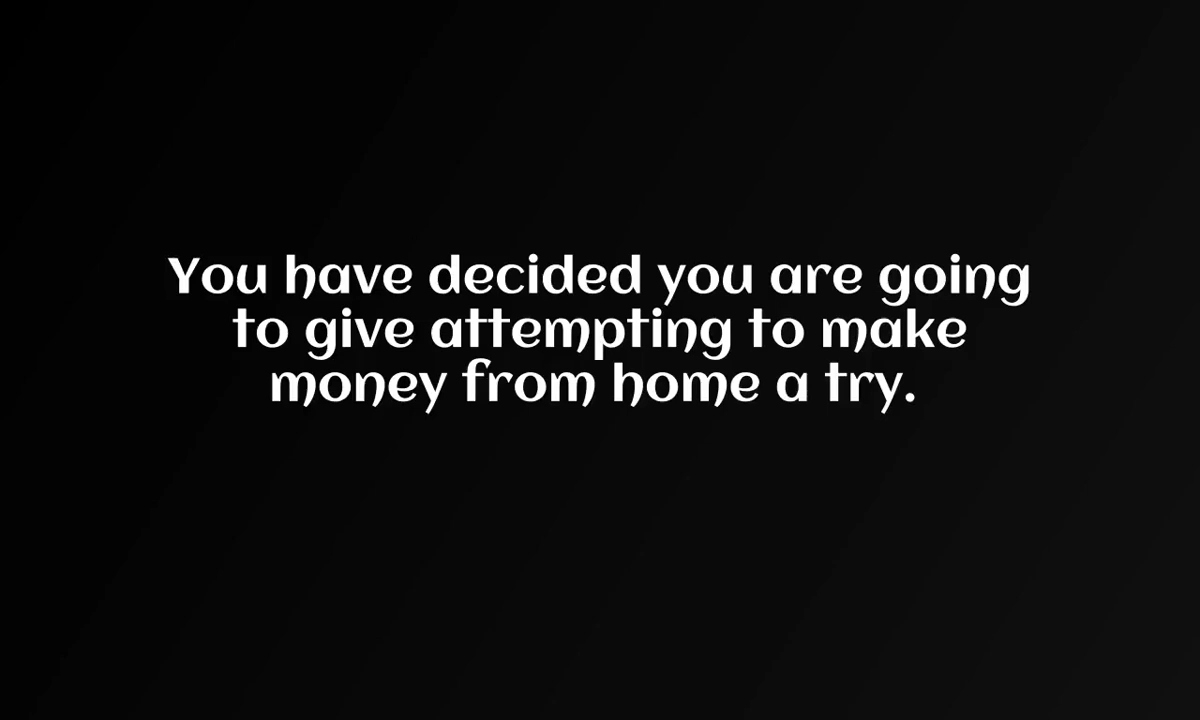 You have decided you are going
to give attempting to make
money from home a try.